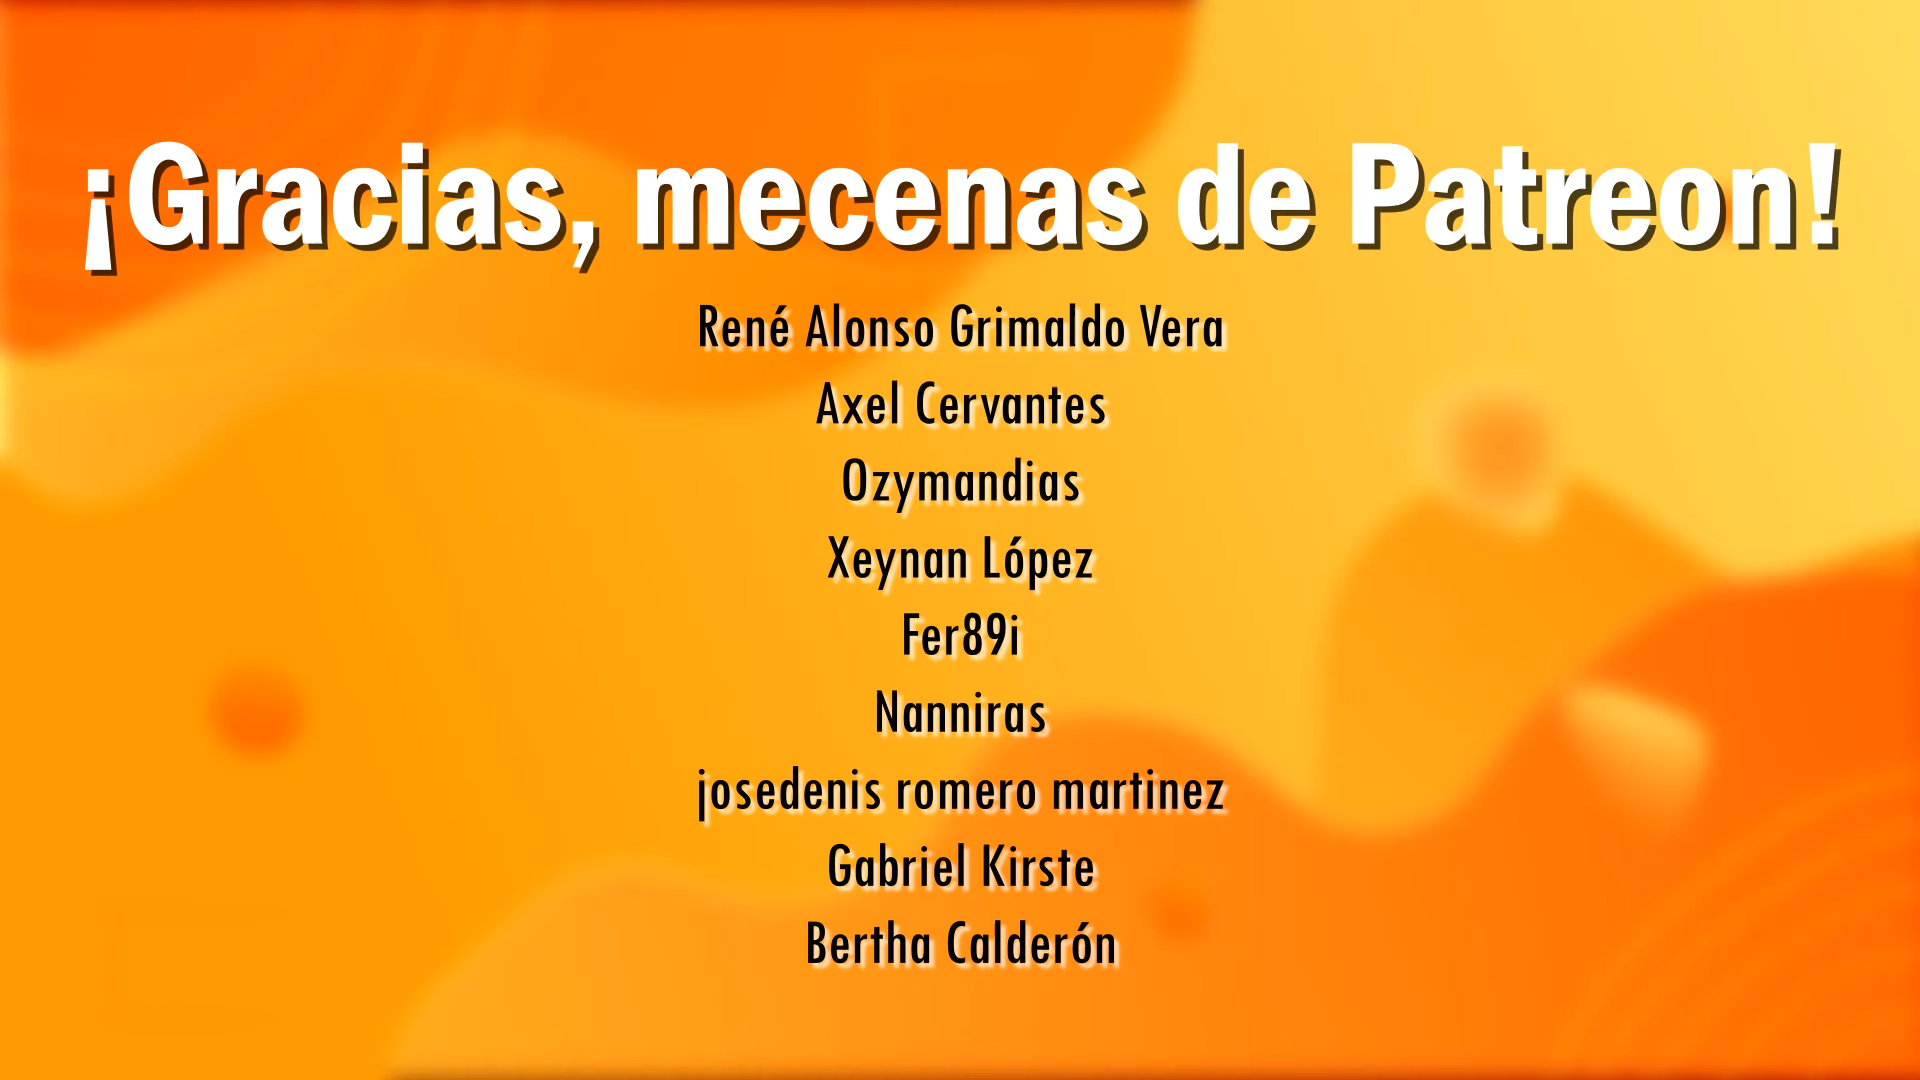 ¡Gracias, mecenas de Patreon!
René Alonso Grimaldo Vera
Axel Cervantes
Ozymandias
Xeynan López
Fer89i
Nanniras
josedenis romero martinez
Gabriel Kirste
Bertha Calderón